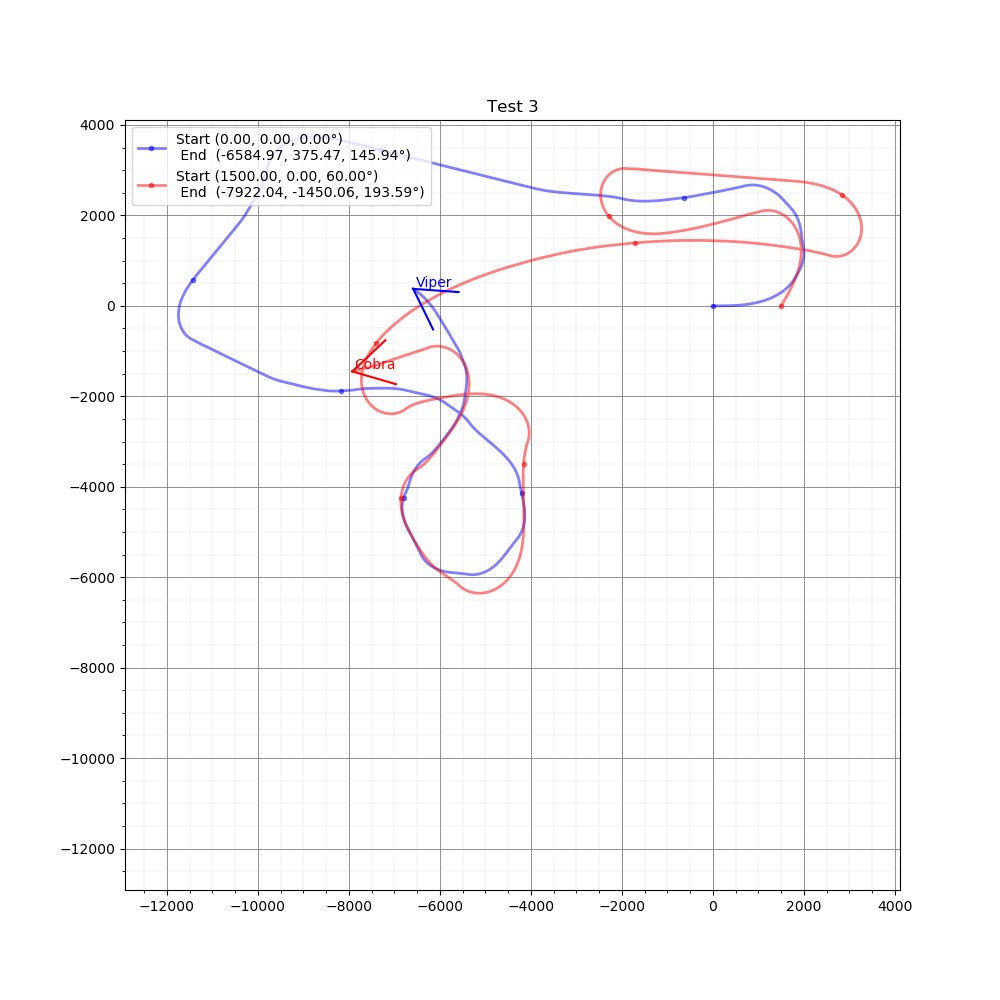 Test 3
Start (0.00, 0.00, 0.00°)
End (-6584.97, 375.47, 145.94°)
Start (1500.00, 0.00, 60.00°)
End (-7922.04, -1450.06, 193.59°)
4000
2000
0
−2000
−4000
−6000
−8000
−10000
−12000
Viper
Cobra
−12000 −10000 −8000 −6000 −4000 −2000 0 2000 4000